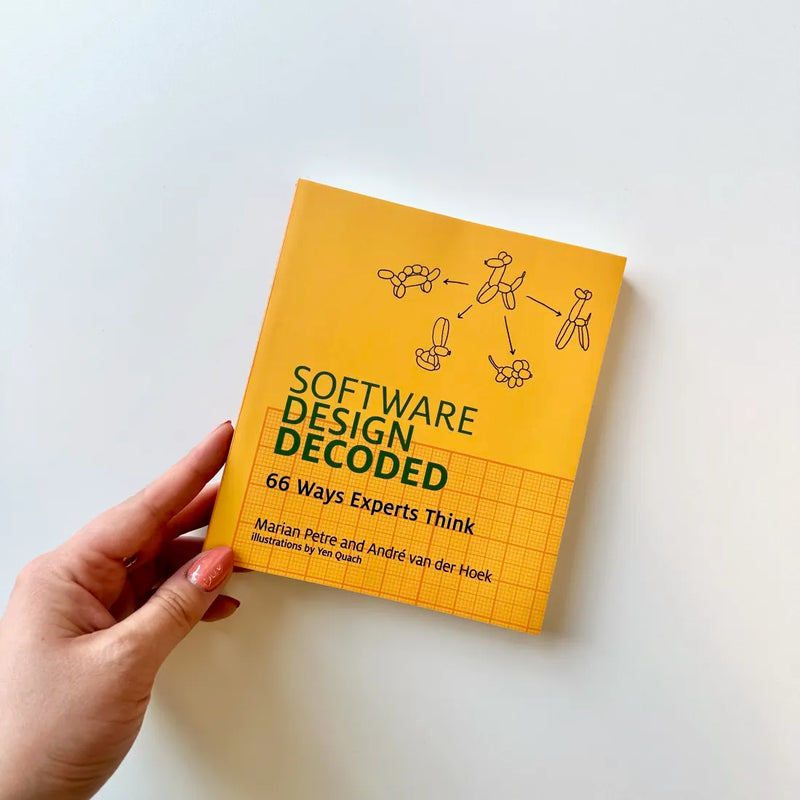 SOFTWARE
DESIGN
DECODED
66 Ways Experts Think
Marian Petre and André van der Hoek
illustrations by Yen Quach